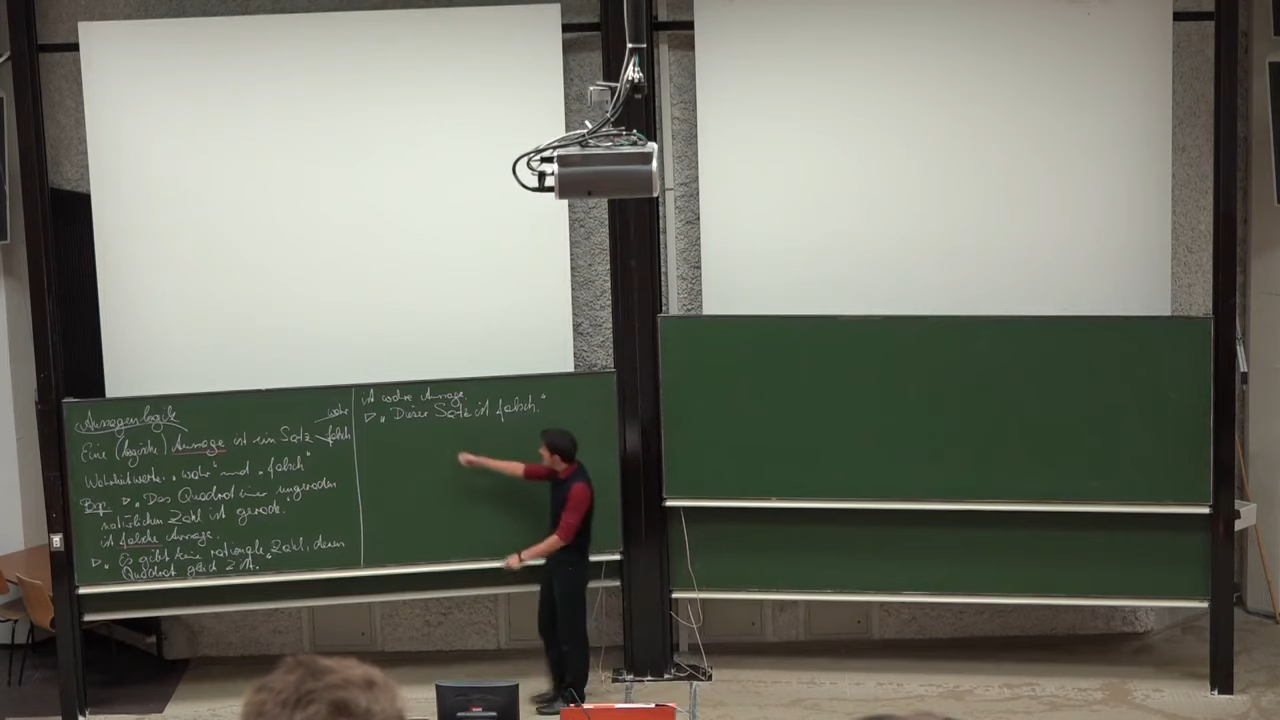 Aussagenlogik
Eine (logische) Aussage ist ein Satz
wahr
falsch
Wahrheitswerte: „wahr“ und „falsch“
Bsp. ▷ „Das Quadrat einer ungeraden
natürlichen Zahl ist gerade.“
ist falsche Aussage.
▷ „Es gibt keine rationale Zahl, deren
Quadrat gleich 2 ist.“
ist wahre Aussage.
▷ „Dieser Satz ist falsch.“